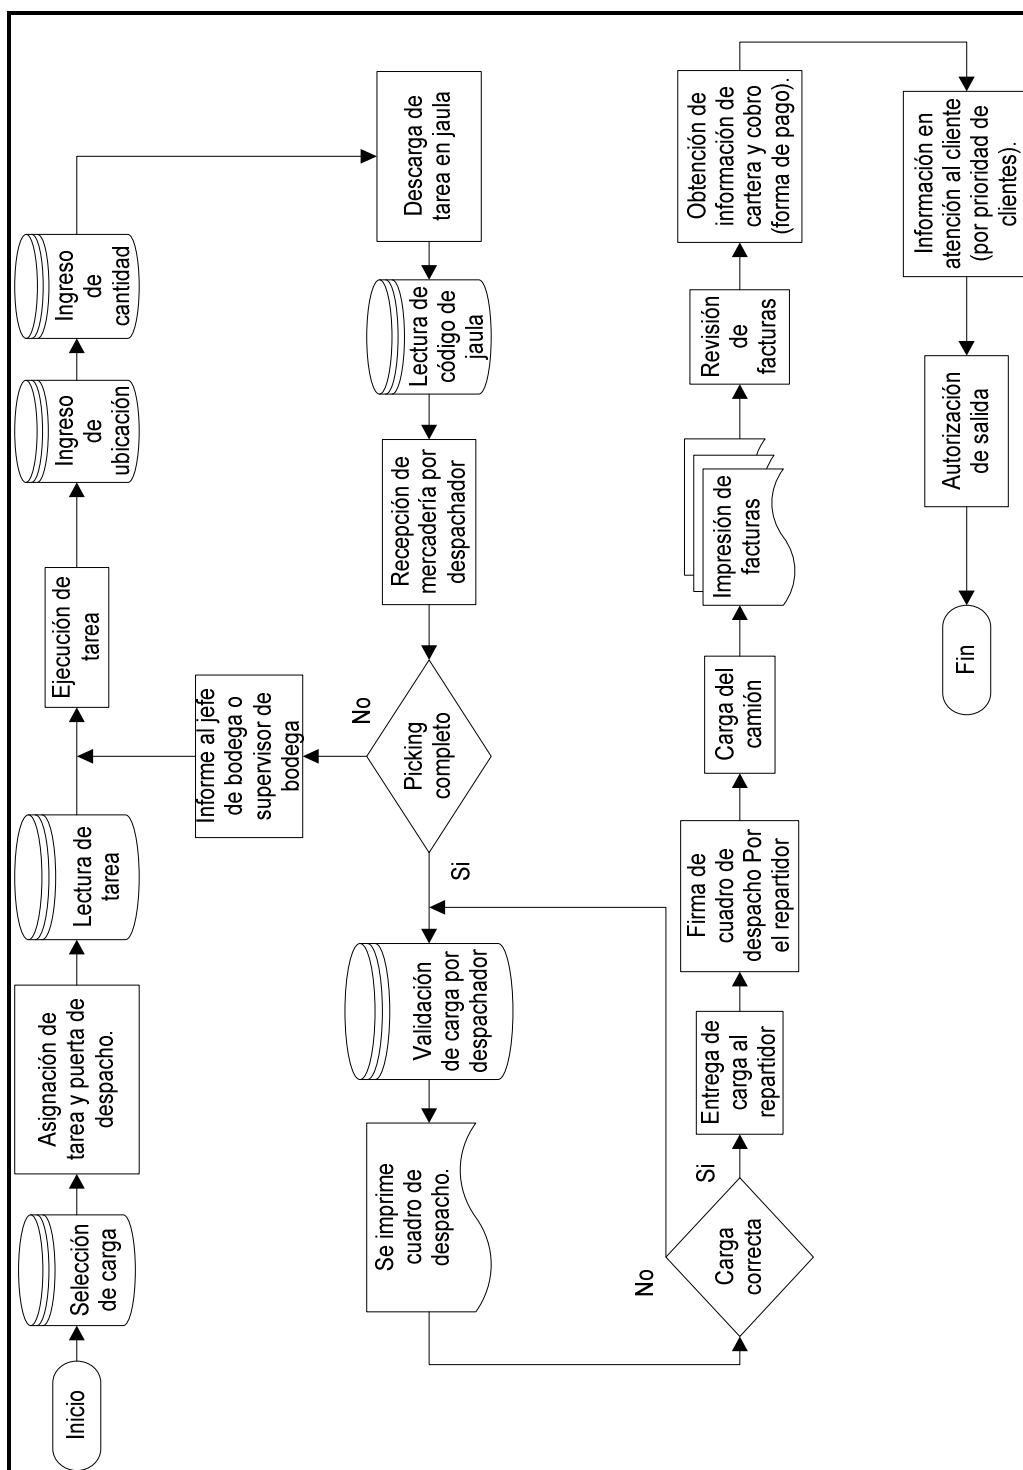 Inicio
Selección
de carga
Asignación de
tarea y puerta de
despacho.
Lectura de
tarea
Ejecución de
tarea
Ingreso
de
ubicación
Ingreso
de
cantidad
Descarga de
tarea en jaula
Lectura de
código de
jaula
Recepción de
mercadería por
despachador
Picking
completo
No
Informe al jefe
de bodega o
supervisor de
bodega
Si
Validación
de carga por
despachador
Se imprime
cuadro de
despacho.
Carga
correcta
No
Si
Entrega de
carga al
repartidor
Firma de
cuadro de
despacho Por
el repartidor
Carga del
camión
Impresión de
facturas
Revisión
de
facturas
Obtención de
información de
cartera y cobro
(forma de pago).
Información en
atención al cliente
(por prioridad de
clientes).
Autorización
de salida
Fin